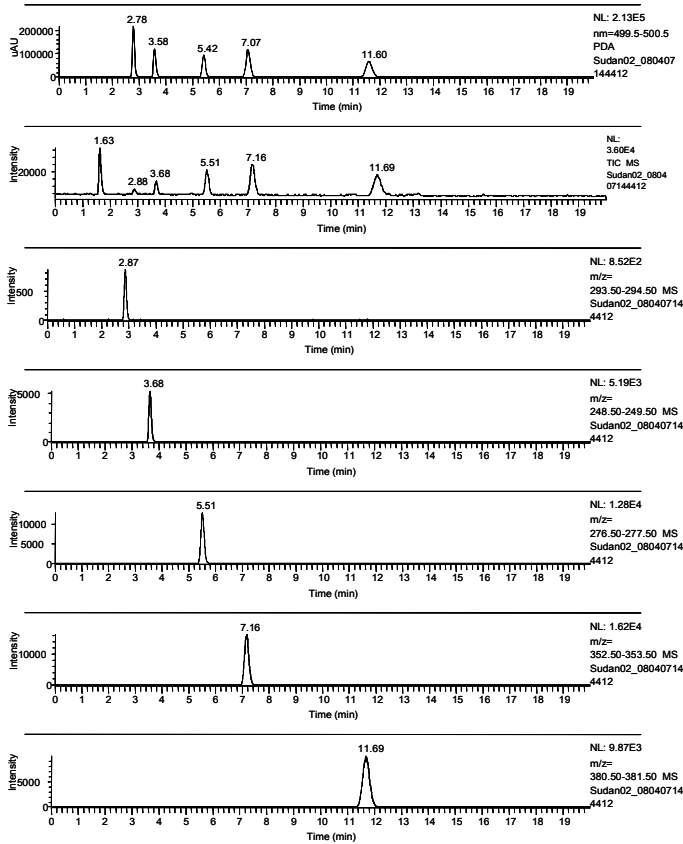 2.78
3.58
5.42
7.07
11.60
200000
100000
0
uAU
0 1 2 3 4 5 6 7 8 9 10 11 12 13 14 15 16 17 18 19
Time (min)
NL: 2.13E5
nm=499.5-500.5
PDA
Sudan02_080407
144412
1.63
2.88
3.68
5.51
7.16
11.69
20000
Intensity
0 1 2 3 4 5 6 7 8 9 10 11 12 13 14 15 16 17 18 19
Time (min)
NL:
3.60E4
TIC MS
Sudan02_0804
07144412
2.87
500
0
Intensity
0 1 2 3 4 5 6 7 8 9 10 11 12 13 14 15 16 17 18 19
Time (min)
NL: 8.52E2
m/z=
293.50-294.50 MS
Sudan02_08040714
4412
3.68
5000
0
Intensity
0 1 2 3 4 5 6 7 8 9 10 11 12 13 14 15 16 17 18 19
Time (min)
NL: 5.19E3
m/z=
248.50-249.50 MS
Sudan02_08040714
4412
5.51
10000
5000
0
Intensity
0 1 2 3 4 5 6 7 8 9 10 11 12 13 14 15 16 17 18 19
Time (min)
NL: 1.28E4
m/z=
276.50-277.50 MS
Sudan02_08040714
4412
7.16
10000
0
Intensity
0 1 2 3 4 5 6 7 8 9 10 11 12 13 14 15 16 17 18 19
Time (min)
NL: 1.62E4
m/z=
352.50-353.50 MS
Sudan02_08040714
4412
11.69
5000
0
Intensity
0 1 2 3 4 5 6 7 8 9 10 11 12 13 14 15 16 17 18 19
Time (min)
NL: 9.87E3
m/z=
380.50-381.50 MS
Sudan02_08040714
4412